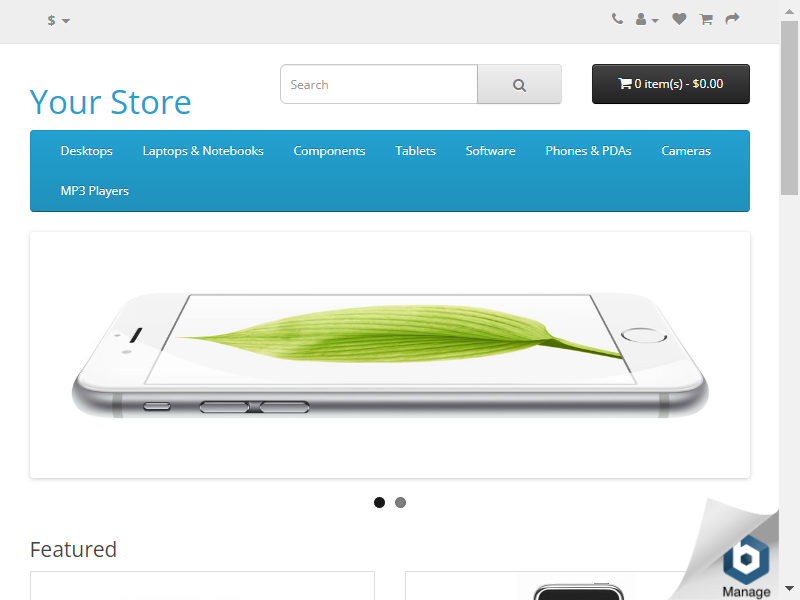 $
Your Store
Search
0 item(s) - $0.00
Desktops
Laptops & Notebooks
Components
Tablets
Software
Phones & PDAs
Cameras
MP3 Players
Featured
Manage